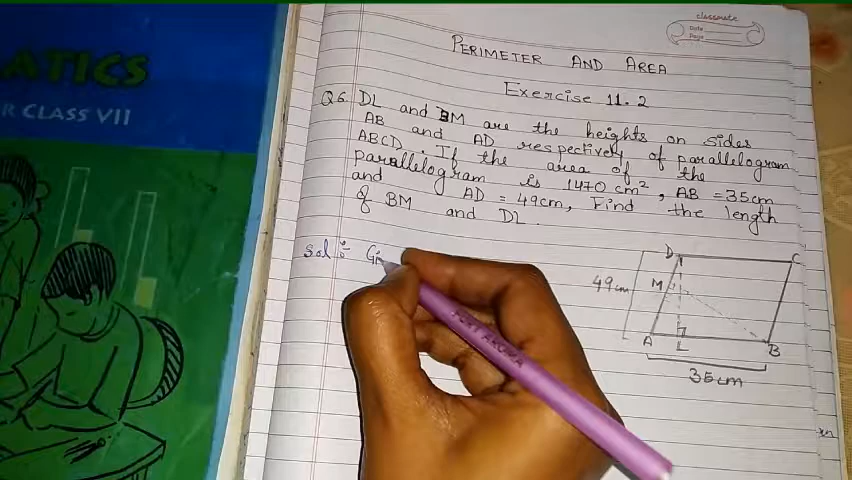 ATICS
R CLASS VII
classmate
Date
Page
PERIMETER AND AREA
Exercise 11.2
Q6. DL and BM are the heights on sides
AB and AD respectively of parallelogram
ABCD. If the area of the
parallelogram is 1470 cm², AB = 35cm
and AD = 49cm, Find the length
of BM and DL.
Sol : Gi
D C
49cm M
A L B
35cm